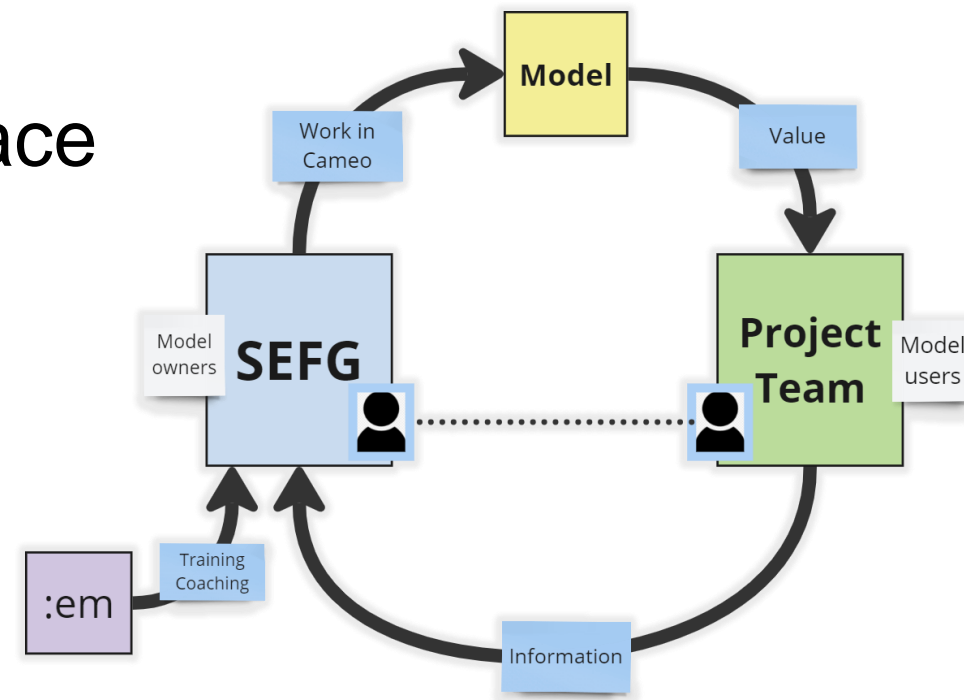 ace
Model
Work in
Cameo
Value
Model
owners
SEFG
Project
Team
Model
users
:em
Training
Coaching
Information